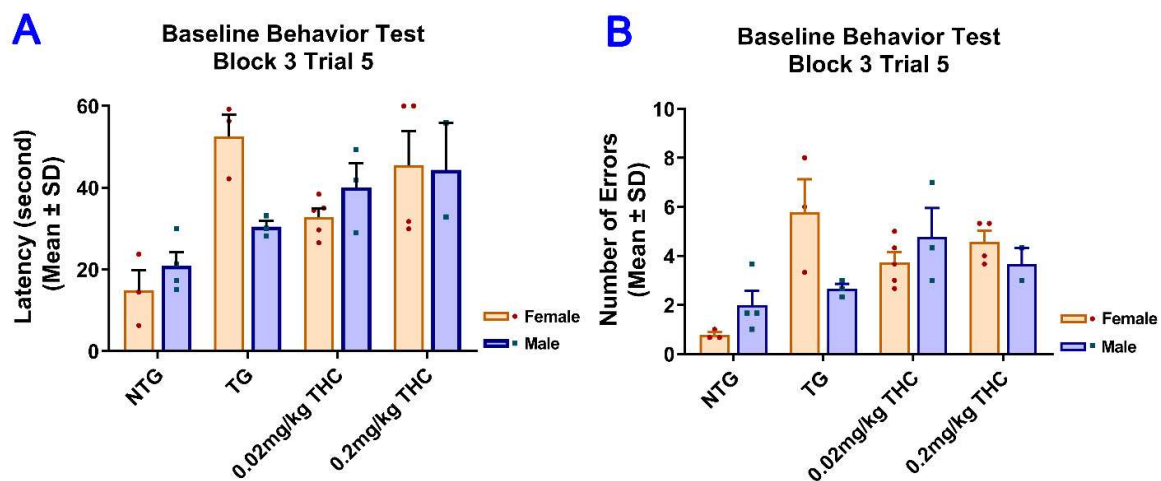 A
Baseline Behavior Test
Block 3 Trial 5
Latency (second)
(Mean ± SD)
60
40
20
0
NTG
TG
0.02mg/kg THC
0.2mg/kg THC
Female
Male
B
Baseline Behavior Test
Block 3 Trial 5
Number of Errors
(Mean ± SD)
10
8
6
4
2
0
NTG
TG
0.02mg/kg THC
0.2mg/kg THC
Female
Male